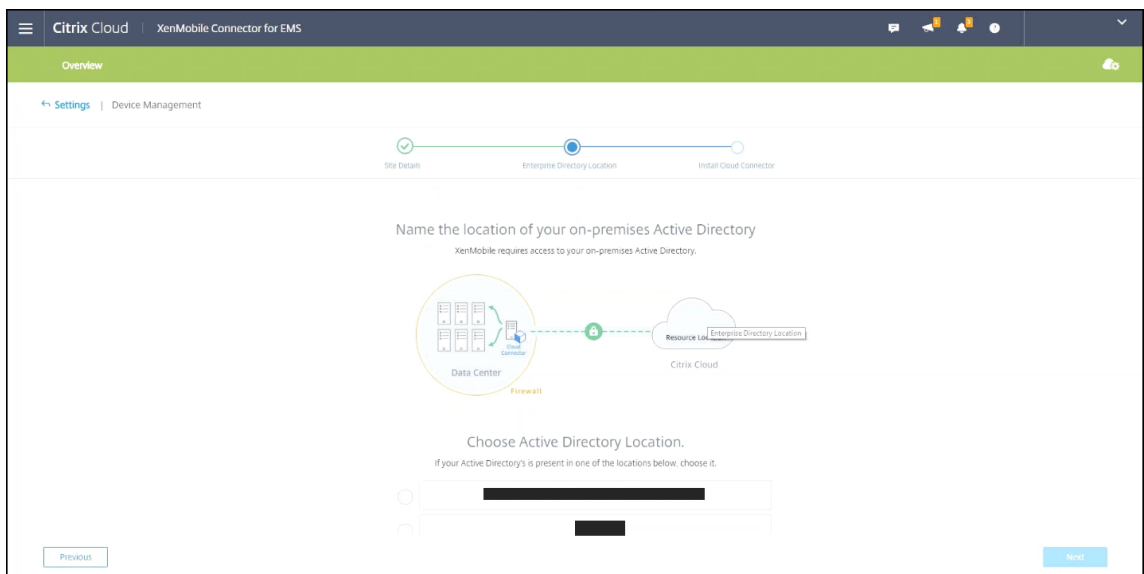 Citrix Cloud | XenMobile Connector for EMS
Overview
Settings | Device Management
Site Details
Enterprise Directory Location
Install Cloud Connector
Name the location of your on-premises Active Directory
XenMobile requires access to your on-premises Active Directory.
Cloud
Connector
Resource Lo
Enterprise Directory Location
Data Center
Citrix Cloud
Firewall
Choose Active Directory Location.
If your Active Directory's is present in one of the locations below, choose it.
Previous
Next